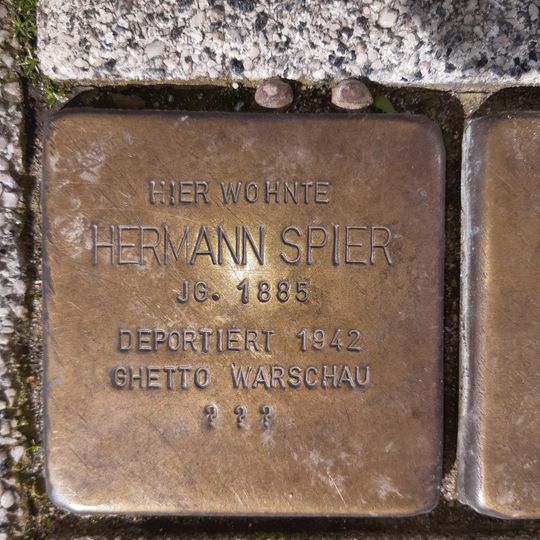 HIER WOHNTE
HERMANN SPIER
JG. 1885
DEPORTIERT 1942
GHETTO WARSCHAU
? ? ?